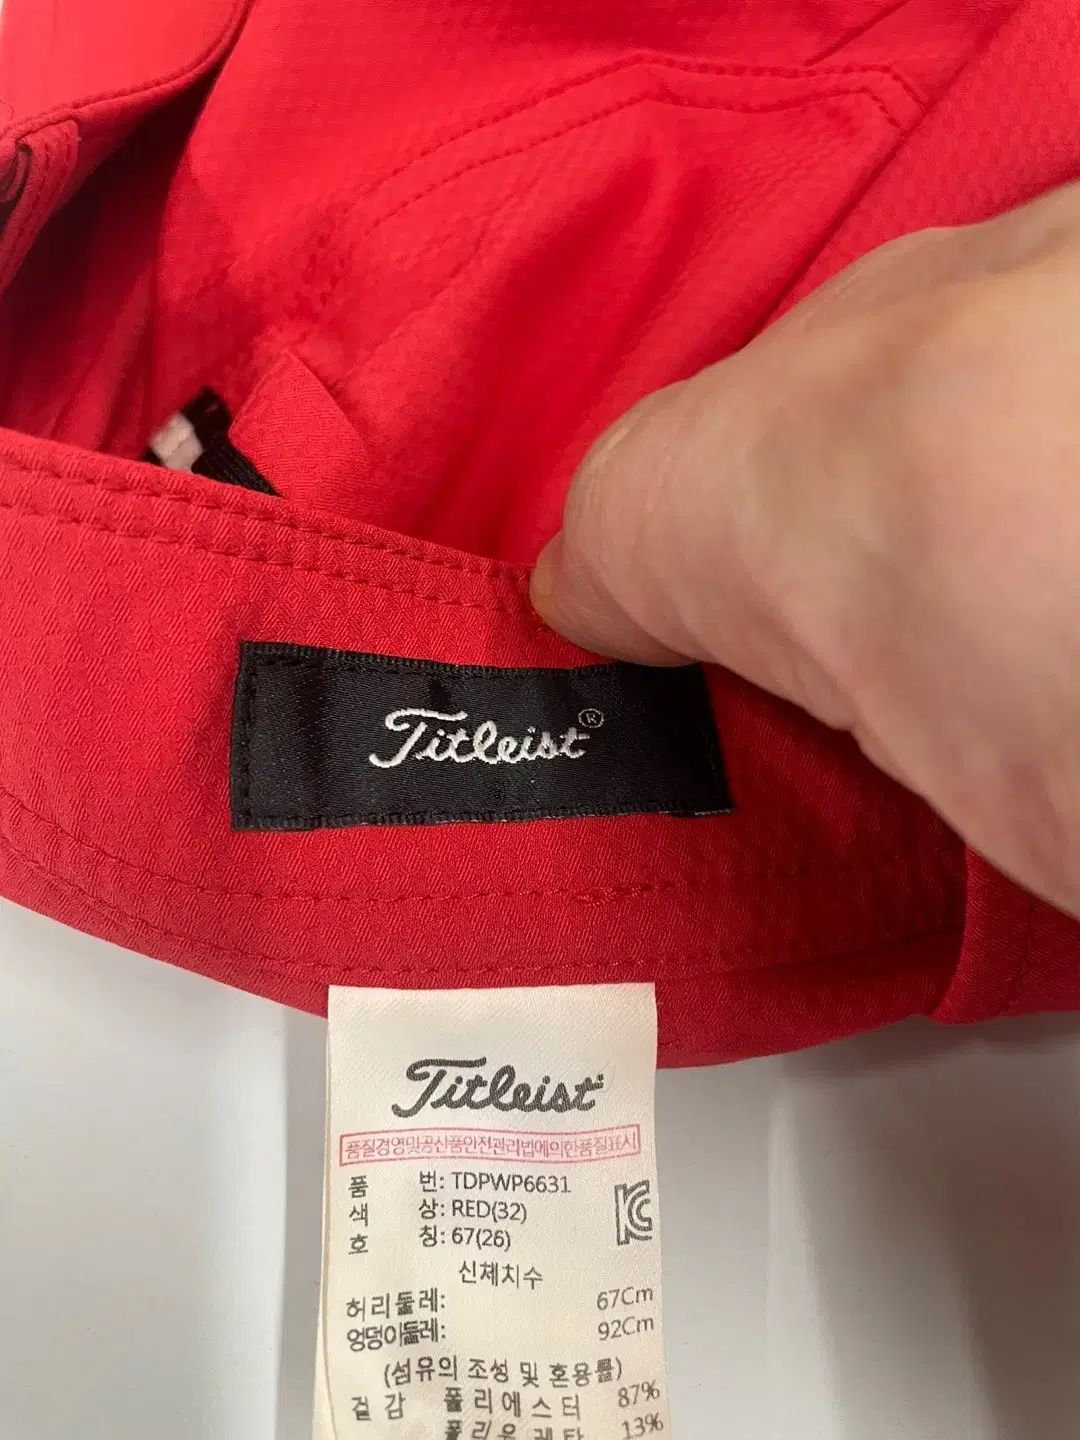 Titleist®
Titleist
품질경영및공산품안전관리법에의한품질표시
품 번: TDPWP6631
색 상: RED(32)
호 칭: 67(26)
신체치수
허리둘레: 67Cm
엉덩이둘레: 92Cm
(섬유의 조성 및 혼용률)
겉감 폴리에스터 87%
폴리우레탄 13%